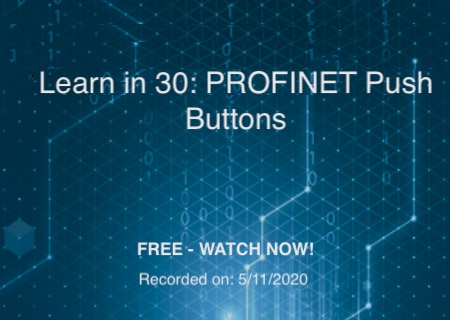 Learn in 30: PROFINET Push
Buttons
FREE - WATCH NOW!
Recorded on: 5/11/2020